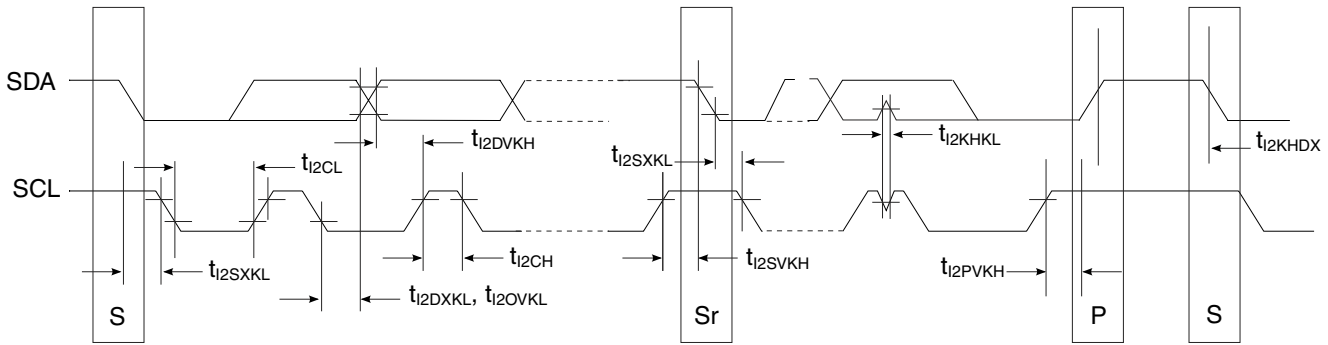 SDA
tI2DVKH
tI2KHKL
tI2KHDX
tI2CL
tI2SXKL
SCL
tI2SXKL
tI2CH
tI2SVKH
tI2PVKH
tI2DXKL, tI2OVKL
S
Sr
P
S